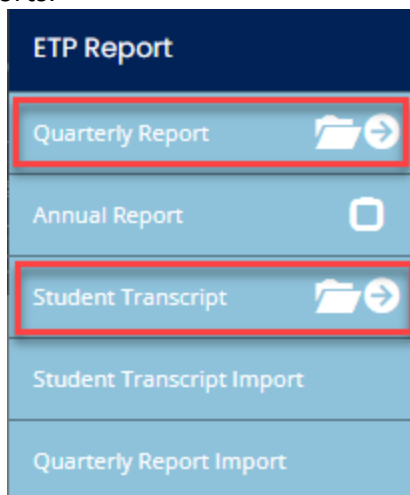 ETP Report
Quarterly Report
Annual Report
Student Transcript
Student Transcript Import
Quarterly Report Import